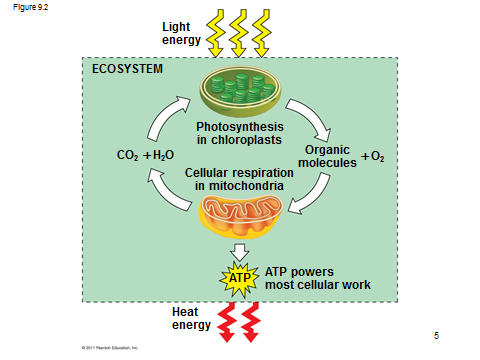 Figure 9.2
Light
energy
ECOSYSTEM
Photosynthesis
in chloroplasts
CO₂ + H₂O
Organic
molecules + O₂
Cellular respiration
in mitochondria
ATP
ATP powers
most cellular work
Heat
energy
5
© 2011 Pearson Education, Inc.